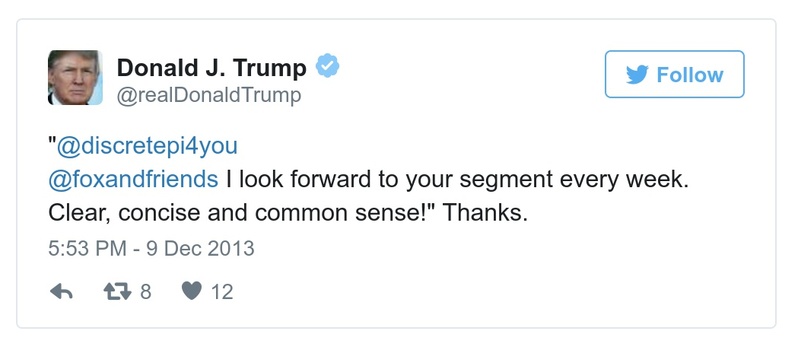 Donald J. Trump
@realDonaldTrump
Follow
"@discretepi4you
@foxandfriends I look forward to your segment every week.
Clear, concise and common sense!" Thanks.
5:53 PM - 9 Dec 2013
8 12